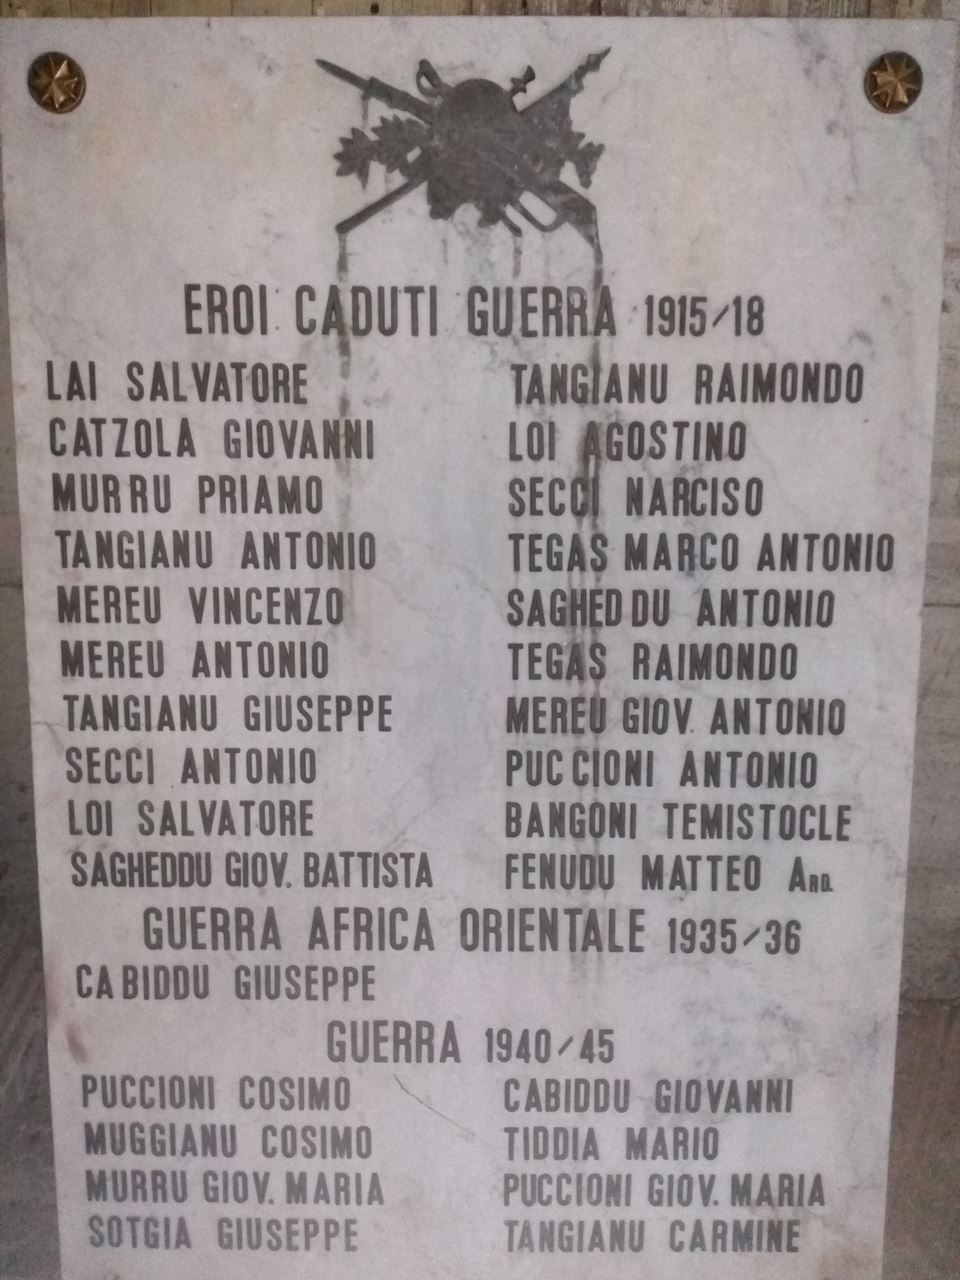 EROI CADUTI GUERRA 1915/18
LAI SALVATORE
CATZOLA GIOVANNI
MURRU PRIAMO
TANGIANU ANTONIO
MEREU VINCENZO
MEREU ANTONIO
TANGIANU GIUSEPPE
SECCI ANTONIO
LOI SALVATORE
SAGHEDDU GIOV. BATTISTA
TANGIANU RAIMONDO
LOI AGOSTINO
SECCI NARCISO
TEGAS MARCO ANTONIO
SAGHEDDU ANTONIO
TEGAS RAIMONDO
MEREU GIOV. ANTONIO
PUCCIONI ANTONIO
BANGONI TEMISTOCLE
FENUDU MATTEO ARD.
GUERRA AFRICA ORIENTALE 1935/36
CABIDDU GIUSEPPE
GUERRA 1940/45
PUCCIONI COSIMO
MUGGIANU COSIMO
MURRU GIOV. MARIA
SOTGIA GIUSEPPE
CABIDDU GIOVANNI
TIDDIA MARIO
PUCCIONI GIOV. MARIA
TANGIANU CARMINE